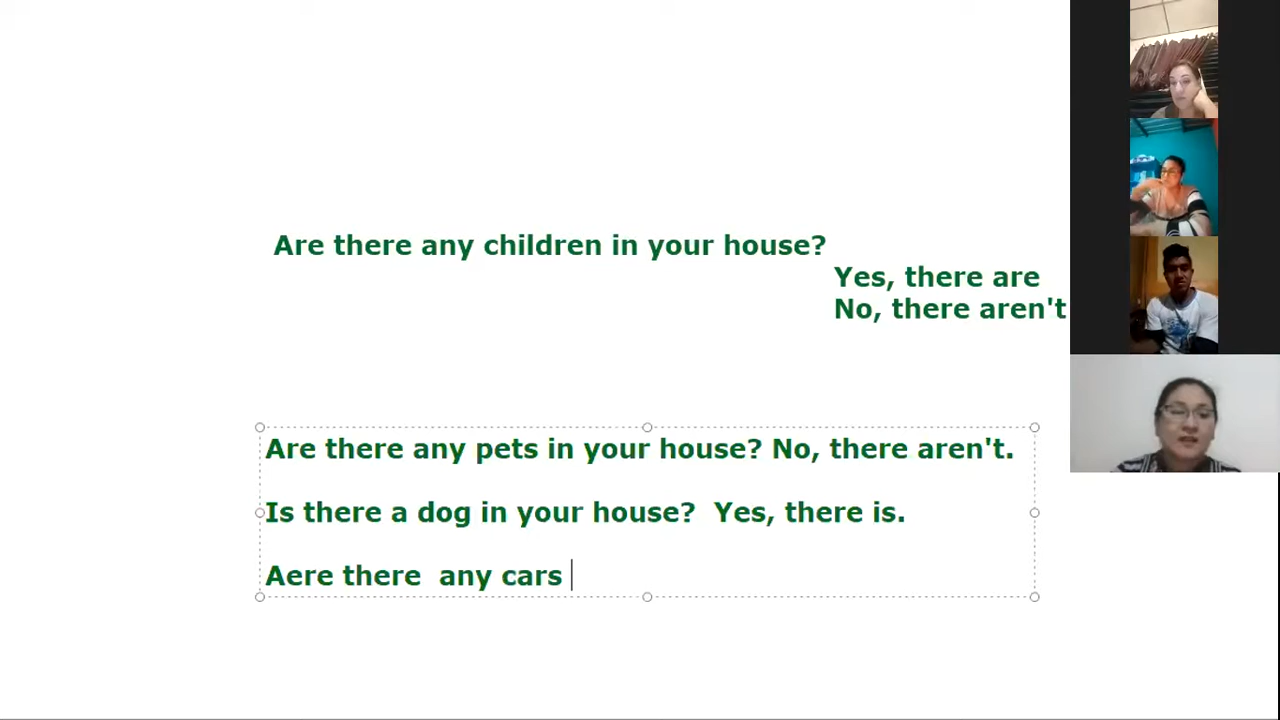 Are there any children in your house?
Yes, there are
No, there aren't
Are there any pets in your house? No, there aren't.
Is there a dog in your house?  Yes, there is.
Aere there  any cars